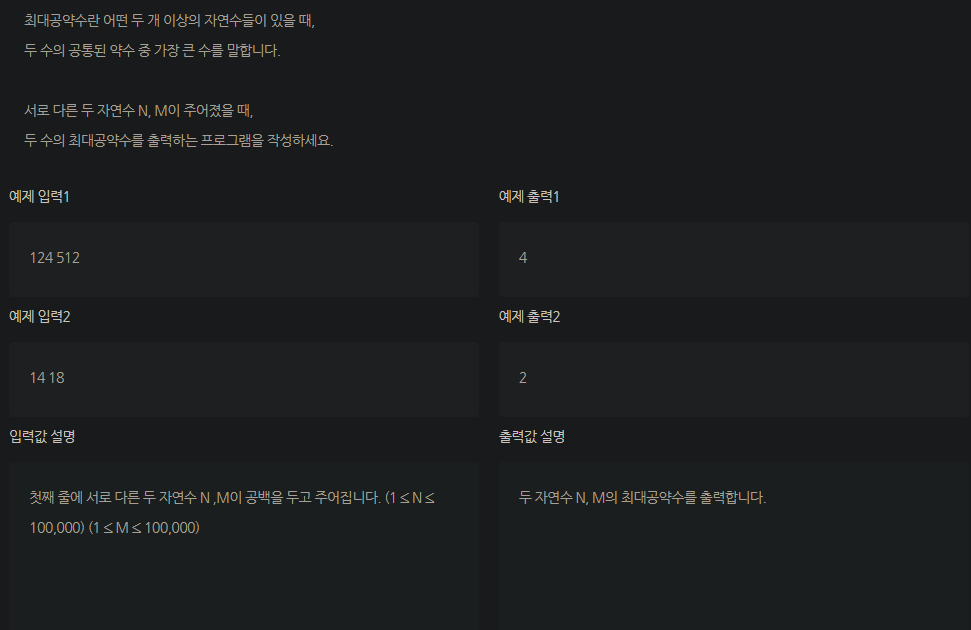 최대공약수란 어떤 두 개 이상의 자연수들이 있을 때,
두 수의 공통된 약수 중 가장 큰 수를 말합니다.
서로 다른 두 자연수 N, M이 주어졌을 때,
두 수의 최대공약수를 출력하는 프로그램을 작성하세요.
예제 입력1
예제 출력1
124 512
4
예제 입력2
예제 출력2
14 18
2
입력값 설명
출력값 설명
첫째 줄에 서로 다른 두 자연수 N ,M이 공백을 두고 주어집니다. (1 ≤ N ≤
100,000) (1 ≤ M ≤ 100,000)
두 자연수 N, M의 최대공약수를 출력합니다.